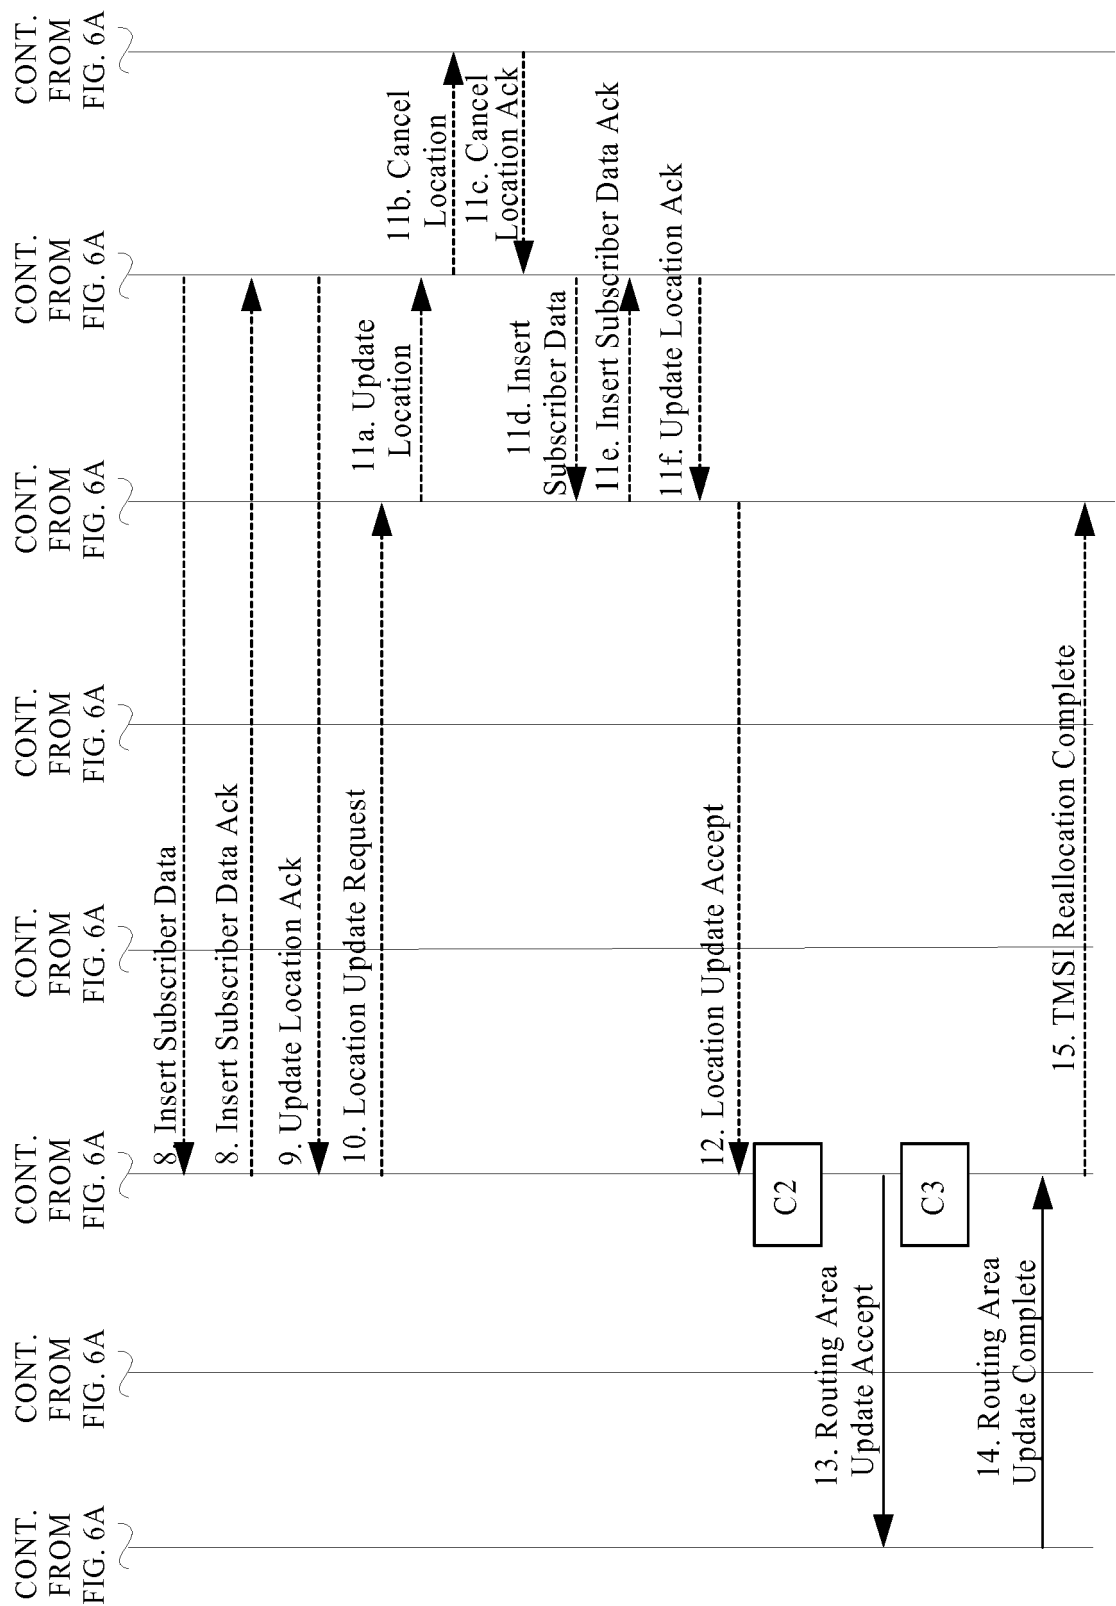 CONT.
FROM
FIG. 6A
CONT.
FROM
FIG. 6A
CONT.
FROM
FIG. 6A
CONT.
FROM
FIG. 6A
CONT.
FROM
FIG. 6A
CONT.
FROM
FIG. 6A
CONT.
FROM
FIG. 6A
CONT.
FROM
FIG. 6A
8. Insert Subscriber Data
8. Insert Subscriber Data Ack
9. Update Location Ack
10. Location Update Request
11a. Update
Location
11b. Cancel
Location
11c. Cancel
Location Ack
11d. Insert
Subscriber Data
11e. Insert Subscriber Data Ack
11f. Update Location Ack
12. Location Update Accept
C2
13. Routing Area
Update Accept
C3
14. Routing Area
Update Complete
15. TMSI Reallocation Complete